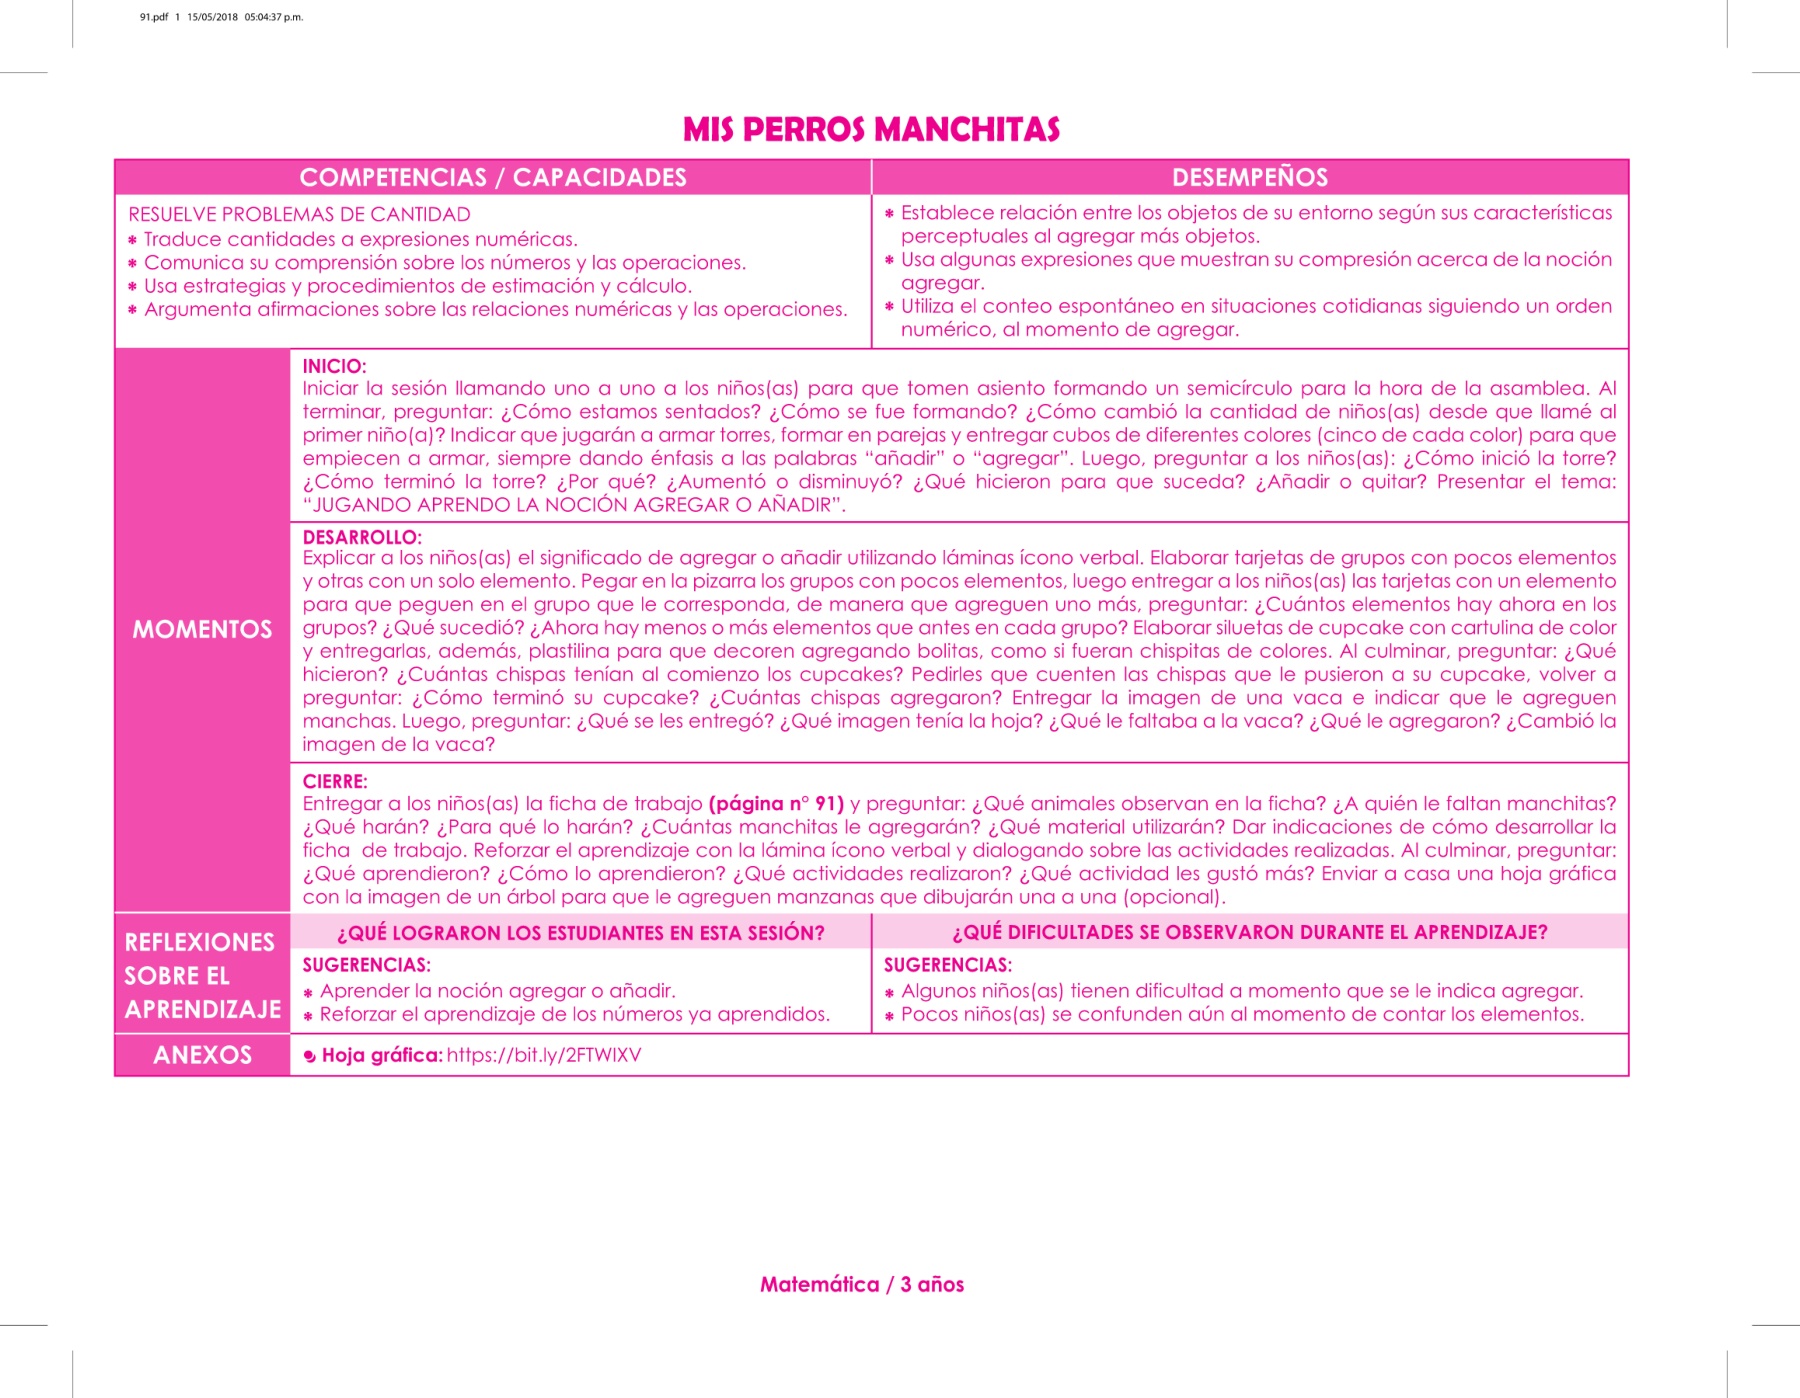 91.pdf 1 15/05/2018 05:04:37 p.m.
MIS PERROS MANCHITAS
COMPETENCIAS / CAPACIDADES
RESUELVE PROBLEMAS DE CANTIDAD
* Traduce cantidades a expresiones numéricas.
* Comunica su comprensión sobre los números y las operaciones.
* Usa estrategias y procedimientos de estimación y cálculo.
* Argumenta afirmaciones sobre las relaciones numéricas y las operaciones.
DESEMPEÑOS
* Establece relación entre los objetos de su entorno según sus características
perceptuales al agregar más objetos.
* Usa algunas expresiones que muestran su compresión acerca de la noción
agregar.
* Utiliza el conteo espontáneo en situaciones cotidianas siguiendo un orden
numérico, al momento de agregar.
MOMENTOS
INICIO:
Iniciar la sesión llamando uno a uno a los niños(as) para que tomen asiento formando un semicírculo para la hora de la asamblea. Al
terminar, preguntar: ¿Cómo estamos sentados? ¿Cómo se fue formando? ¿Cómo cambió la cantidad de niños(as) desde que llamé al
primer niño(a)? Indicar que jugarán a armar torres, formar en parejas y entregar cubos de diferentes colores (cinco de cada color) para que
empiecen a armar, siempre dando énfasis a las palabras “añadir” o “agregar”. Luego, preguntar a los niños(as): ¿Cómo inició la torre?
¿Cómo terminó la torre? ¿Por qué? ¿Aumentó o disminuyó? ¿Qué hicieron para que suceda? ¿Añadir o quitar? Presentar el tema:
“JUGANDO APRENDO LA NOCIÓN AGREGAR O AÑADIR”.
DESARROLLO:
Explicar a los niños(as) el significado de agregar o añadir utilizando láminas ícono verbal. Elaborar tarjetas de grupos con pocos elementos
y otras con un solo elemento. Pegar en la pizarra los grupos con pocos elementos, luego entregar a los niños(as) las tarjetas con un elemento
para que peguen en el grupo que le corresponda, de manera que agreguen uno más, preguntar: ¿Cuántos elementos hay ahora en los
grupos? ¿Qué sucedió? ¿Ahora hay menos o más elementos que antes en cada grupo? Elaborar siluetas de cupcake con cartulina de color
y entregarlas, además, plastilina para que decoren agregando bolitas, como si fueran chispitas de colores. Al culminar, preguntar: ¿Qué
hicieron? ¿Cuántas chispas tenían al comienzo los cupcakes? Pedirles que cuenten las chispas que le pusieron a su cupcake, volver a
preguntar: ¿Cómo terminó su cupcake? ¿Cuántas chispas agregaron? Entregar la imagen de una vaca e indicar que le agreguen
manchas. Luego, preguntar: ¿Qué se les entregó? ¿Qué imagen tenía la hoja? ¿Qué le faltaba a la vaca? ¿Qué le agregaron? ¿Cambió la
imagen de la vaca?
CIERRE:
Entregar a los niños(as) la ficha de trabajo (página n° 91) y preguntar: ¿Qué animales observan en la ficha? ¿A quién le faltan manchitas?
¿Qué harán? ¿Para qué lo harán? ¿Cuántas manchitas le agregarán? ¿Qué material utilizarán? Dar indicaciones de cómo desarrollar la
ficha de trabajo. Reforzar el aprendizaje con la lámina ícono verbal y dialogando sobre las actividades realizadas. Al culminar, preguntar:
¿Qué aprendieron? ¿Cómo lo aprendieron? ¿Qué actividades realizaron? ¿Qué actividad les gustó más? Enviar a casa una hoja gráfica
con la imagen de un árbol para que le agreguen manzanas que dibujarán una a una (opcional).
REFLEXIONES
SOBRE EL
APRENDIZAJE
¿QUÉ LOGRARON LOS ESTUDIANTES EN ESTA SESIÓN?
SUGERENCIAS:
* Aprender la noción agregar o añadir.
* Reforzar el aprendizaje de los números ya aprendidos.
¿QUÉ DIFICULTADES SE OBSERVARON DURANTE EL APRENDIZAJE?
SUGERENCIAS:
* Algunos niños(as) tienen dificultad a momento que se le indica agregar.
* Pocos niños(as) se confunden aún al momento de contar los elementos.
ANEXOS
Hoja gráfica: https://bit.ly/2FTWIXV
Matemática / 3 años